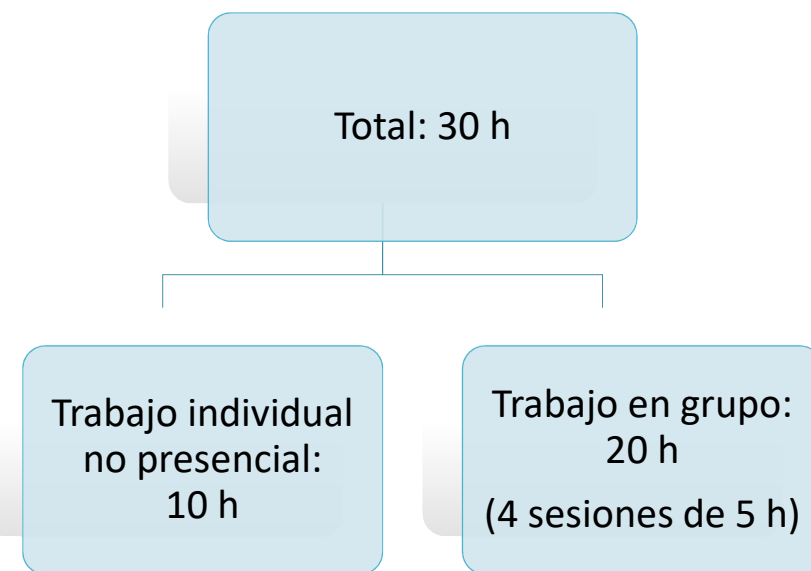 Total: 30 h
Trabajo individual
no presencial:
10 h
Trabajo en grupo:
20 h
(4 sesiones de 5 h)